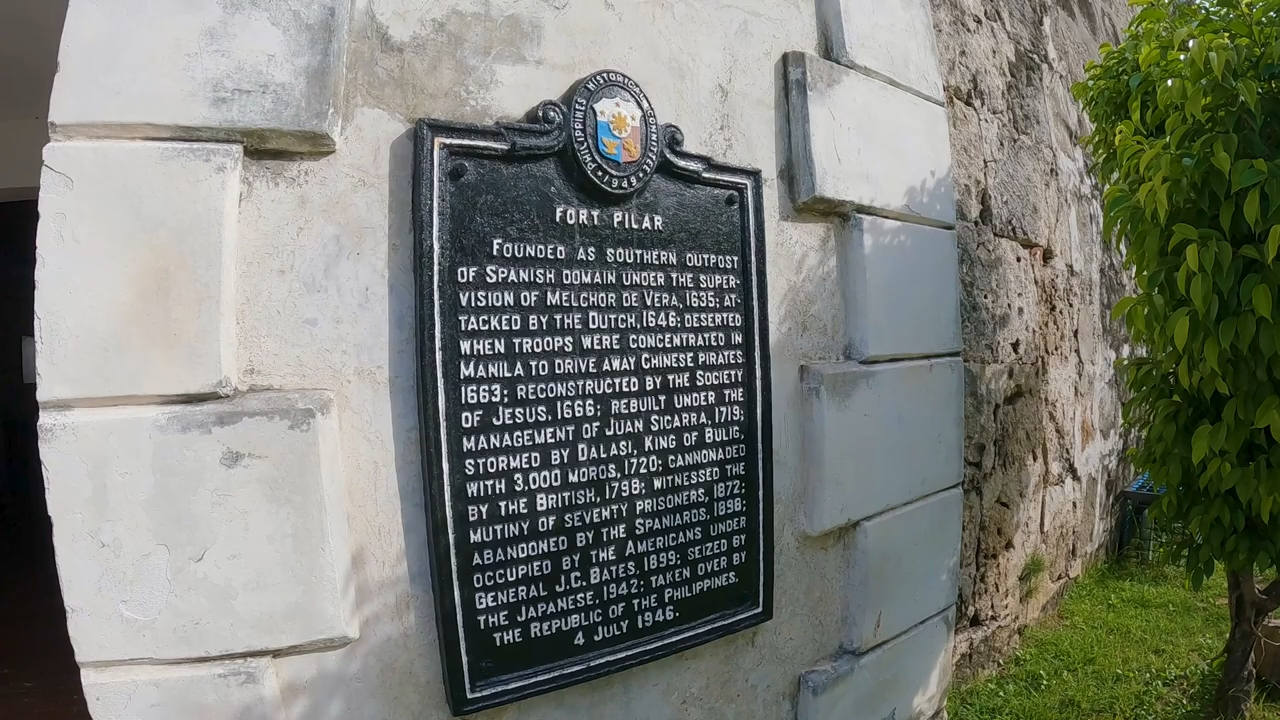 PHILIPPINES HISTORICAL COMMITTEE
1949
FORT PILAR
FOUNDED AS SOUTHERN OUTPOST
OF SPANISH DOMAIN UNDER THE SUPER-
VISION OF MELCHOR DE VERA, 1635; AT-
TACKED BY THE DUTCH, 1646; DESERTED
WHEN TROOPS WERE CONCENTRATED IN
MANILA TO DRIVE AWAY CHINESE PIRATES
1663; RECONSTRUCTED BY THE SOCIETY
OF JESUS, 1666; REBUILT UNDER THE
MANAGEMENT OF JUAN SICARRA, 1719;
STORMED BY DALASI, KING OF BULIG,
WITH 3,000 MOROS, 1720; CANNONADED
BY THE BRITISH, 1798; WITNESSED THE
MUTINY OF SEVENTY PRISONERS, 1872;
ABANDONED BY THE SPANIARDS, 1898;
OCCUPIED BY THE AMERICANS UNDER
GENERAL J.C. BATES, 1899; SEIZED BY
THE JAPANESE, 1942; TAKEN OVER BY
THE REPUBLIC OF THE PHILIPPINES,
4 JULY 1946.